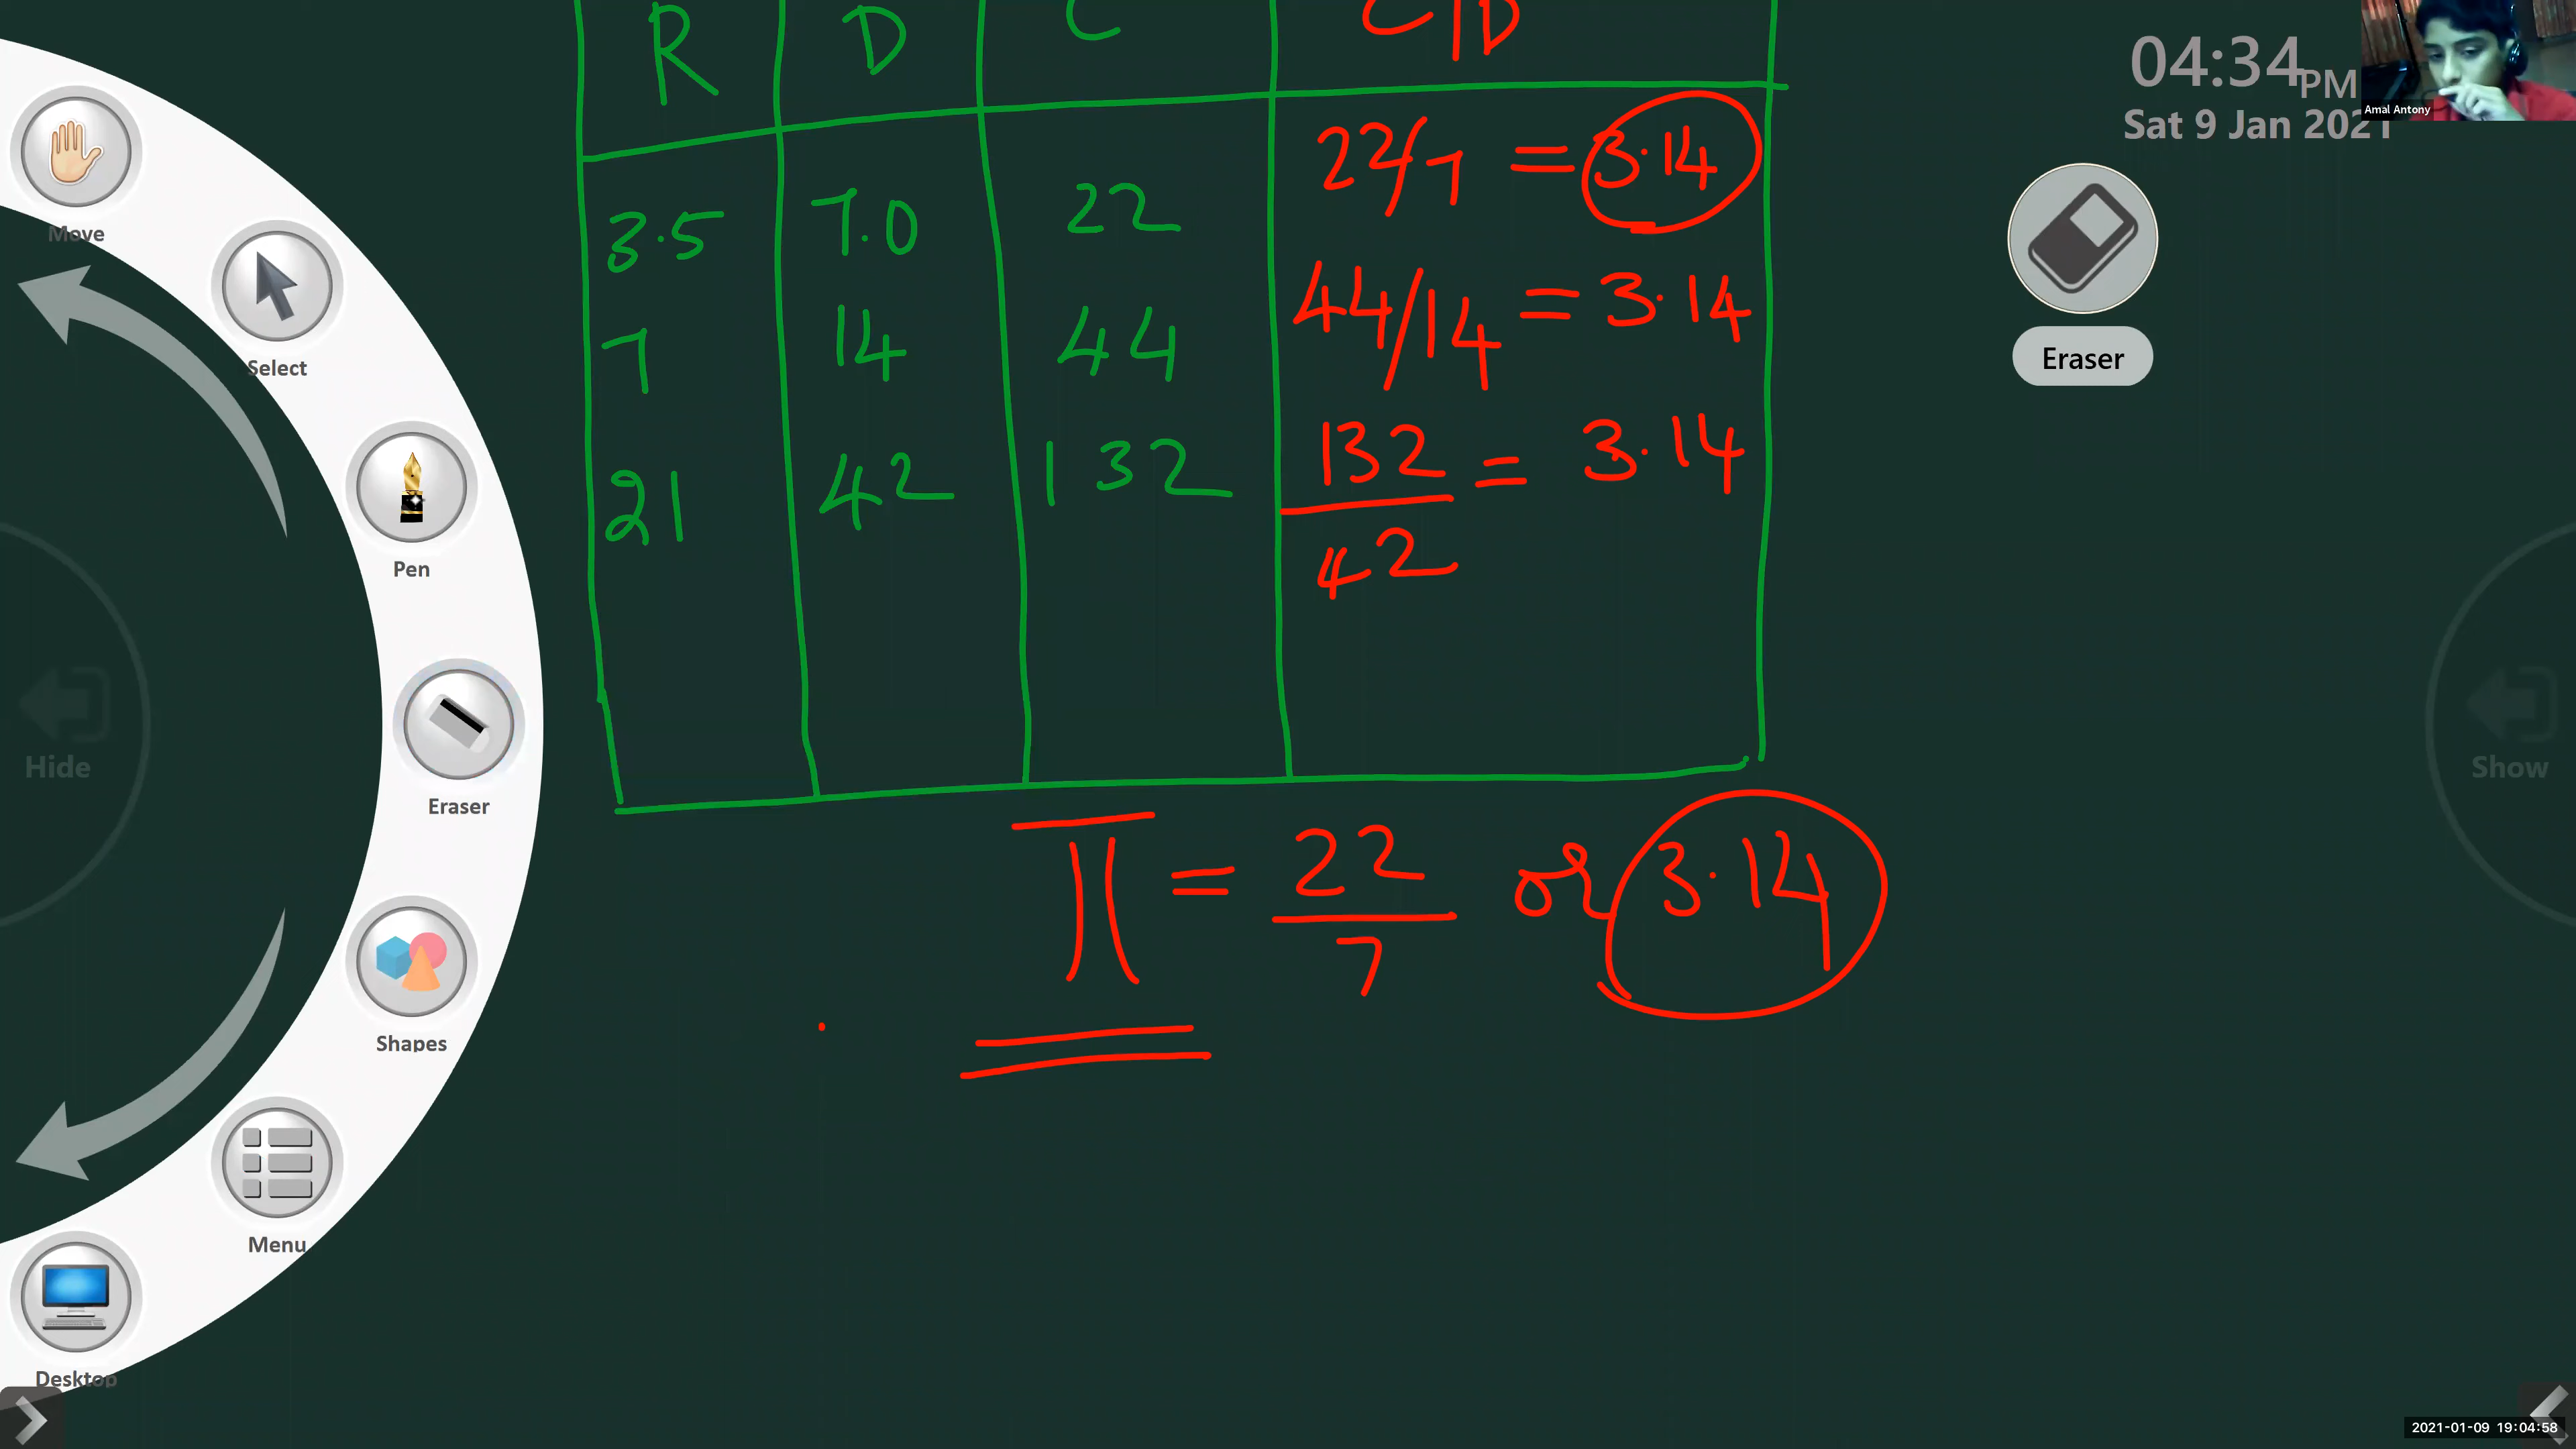 R D C C/D
04:34 PM
Sat 9 Jan 2021
Amal Antony
3.5 7.0 22 22/7 = 3.14
7 14 44 44/14 = 3.14
21 42 132 132/42 = 3.14
π = 22/7 or 3.14
Move
Select
Pen
Eraser
Shapes
Menu
Desktop
Hide
Eraser
Show
2021-01-09 19:04:58